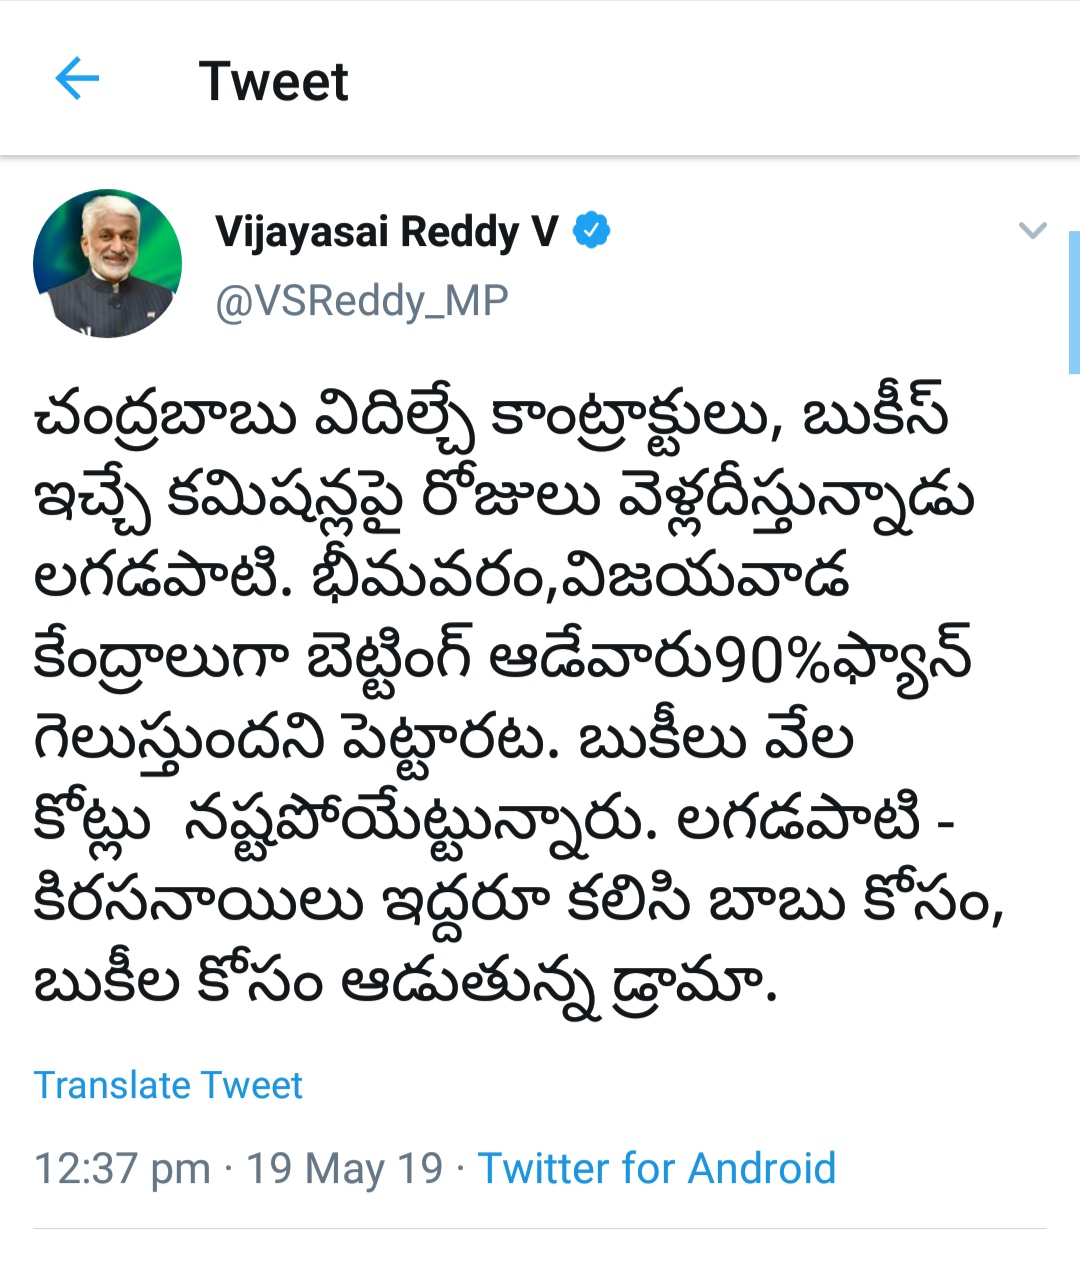 Tweet
Vijayasai Reddy V
@VSReddy_MP
చంద్రబాబు విదిల్చే కాంట్రాక్టులు, బుకీస్
ఇచ్చే కమిషన్లపై రోజులు వెళ్లదీస్తున్నాడు
లగడపాటి. భీమవరం,విజయవాడ
కేంద్రాలుగా బెట్టింగ్ ఆడేవారు90%ఫ్యాన్
గెలుస్తుందని పెట్టారట. బుకీలు వేల
కోట్లు  నష్టపోయేట్టున్నారు. లగడపాటి -
కిరసనాయిలు ఇద్దరూ కలిసి బాబు కోసం,
బుకీల కోసం ఆడుతున్న డ్రామా.
Translate Tweet
12:37 pm · 19 May 19 · Twitter for Android